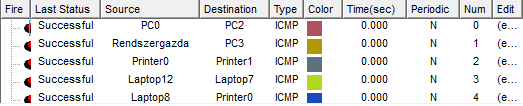 Fire Last Status Source Destination Type Color Time(sec) Periodic Num Edit
Successful PC0 PC2 ICMP 0.000 N 0 (e...
Successful Rendszergazda PC3 ICMP 0.000 N 1 (e...
Successful Printer0 Printer1 ICMP 0.000 N 2 (e...
Successful Laptop12 Laptop7 ICMP 0.000 N 3 (e...
Successful Laptop8 Printer0 ICMP 0.000 N 4 (e...